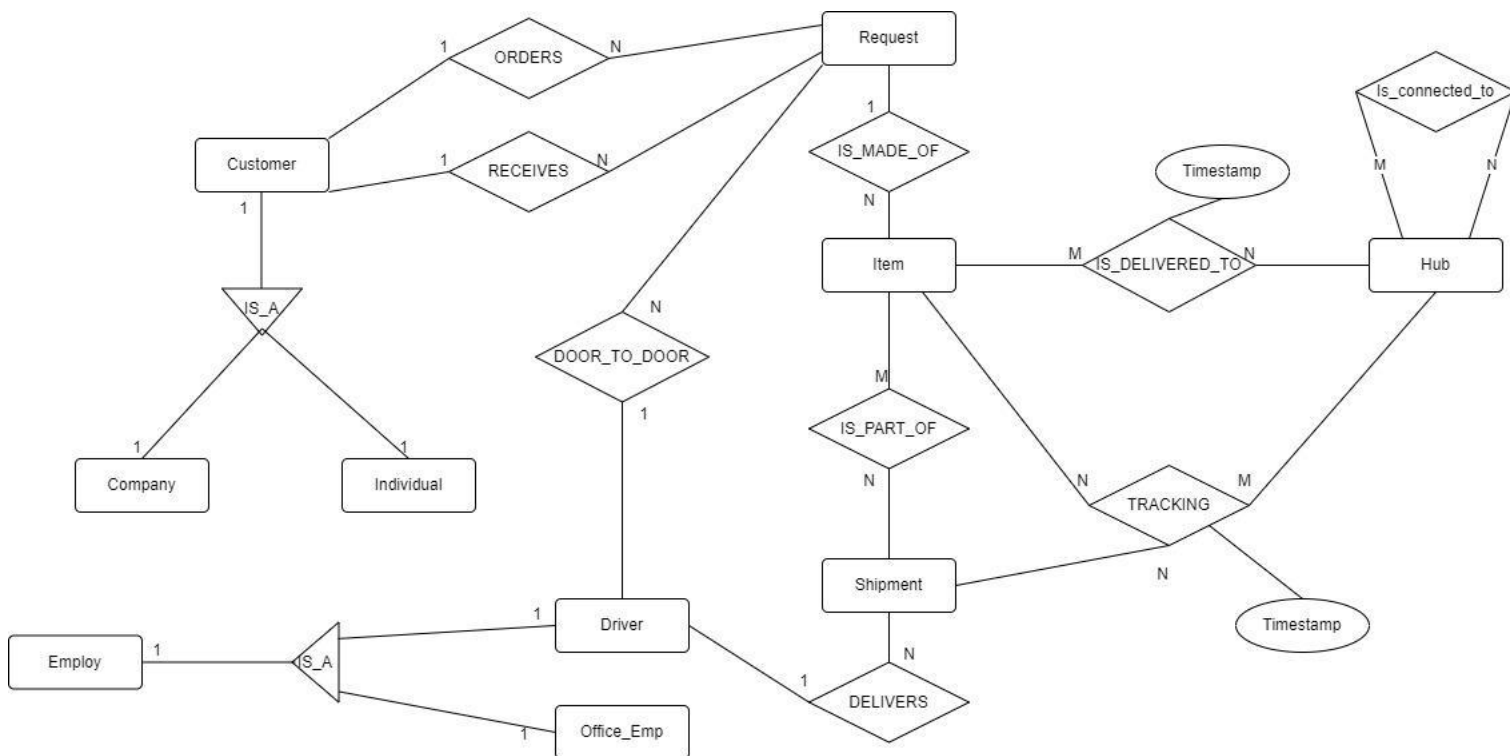 Request
1
N
ORDERS
Is_connected_to
Customer
1
N
RECEIVES
1
IS_MADE_OF
N
M
N
Timestamp
1
Item
M
IS_DELIVERED_TO
N
Hub
IS_A
N
DOOR_TO_DOOR
1
M
IS_PART_OF
N
1
1
Company
Individual
N
M
TRACKING
N
Shipment
1
Driver
Timestamp
Employ
1
IS_A
N
1
DELIVERS
1
Office_Emp